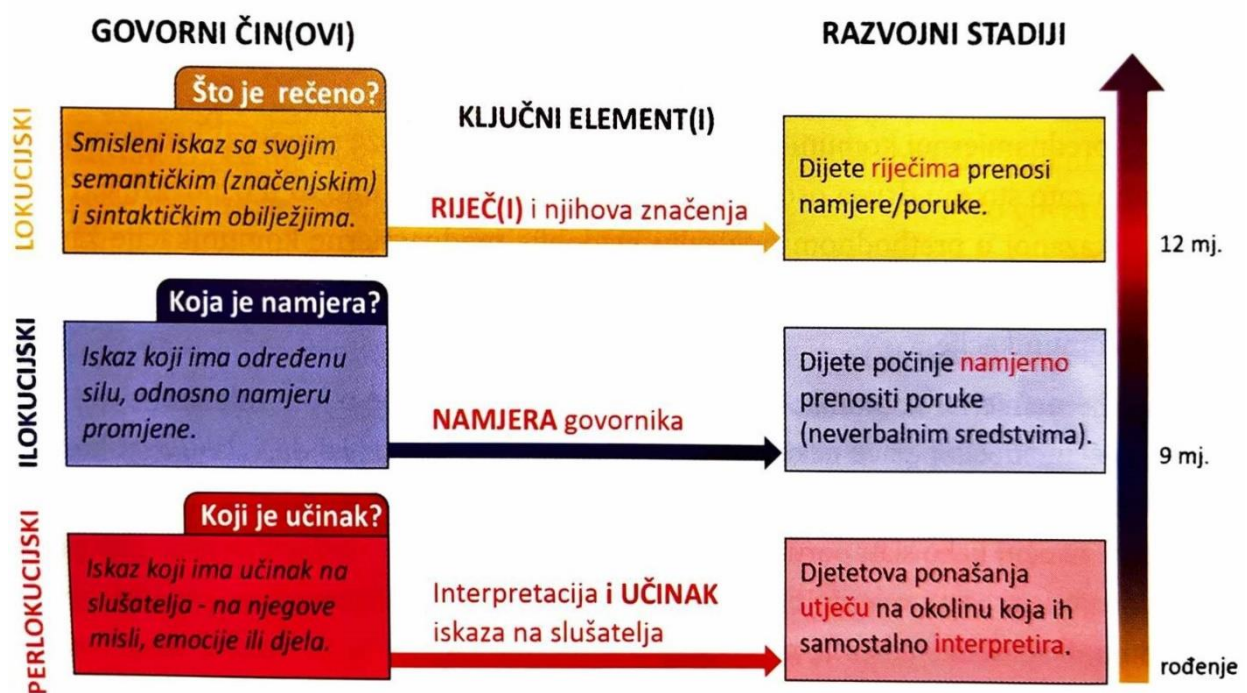 GOVORNI ČIN(OVI)
RAZVOJNI STADIJI
KLJUČNI ELEMENT(I)
LOKUCIJSKI
Što je rečeno?
Smisleni iskaz sa svojim
semantičkim (značenjskim)
i sintaktičkim obilježjima.
RIJEČ(I) i njihova značenja
Dijete riječima prenosi
namjere/poruke.
12 mj.
ILOKUCIJSKI
Koja je namjera?
Iskaz koji ima određenu
silu, odnosno namjeru
promjene.
NAMJERA govornika
Dijete počinje namjerno
prenositi poruke
(neverbalnim sredstvima).
9 mj.
PERLOKUCIJSKI
Koji je učinak?
Iskaz koji ima učinak na
slušatelja - na njegove
misli, emocije ili djela.
Interpretacija i UČINAK
iskaza na slušatelja
Djetetova ponašanja
utječu na okolinu koja ih
samostalno interpretira.
rođenje